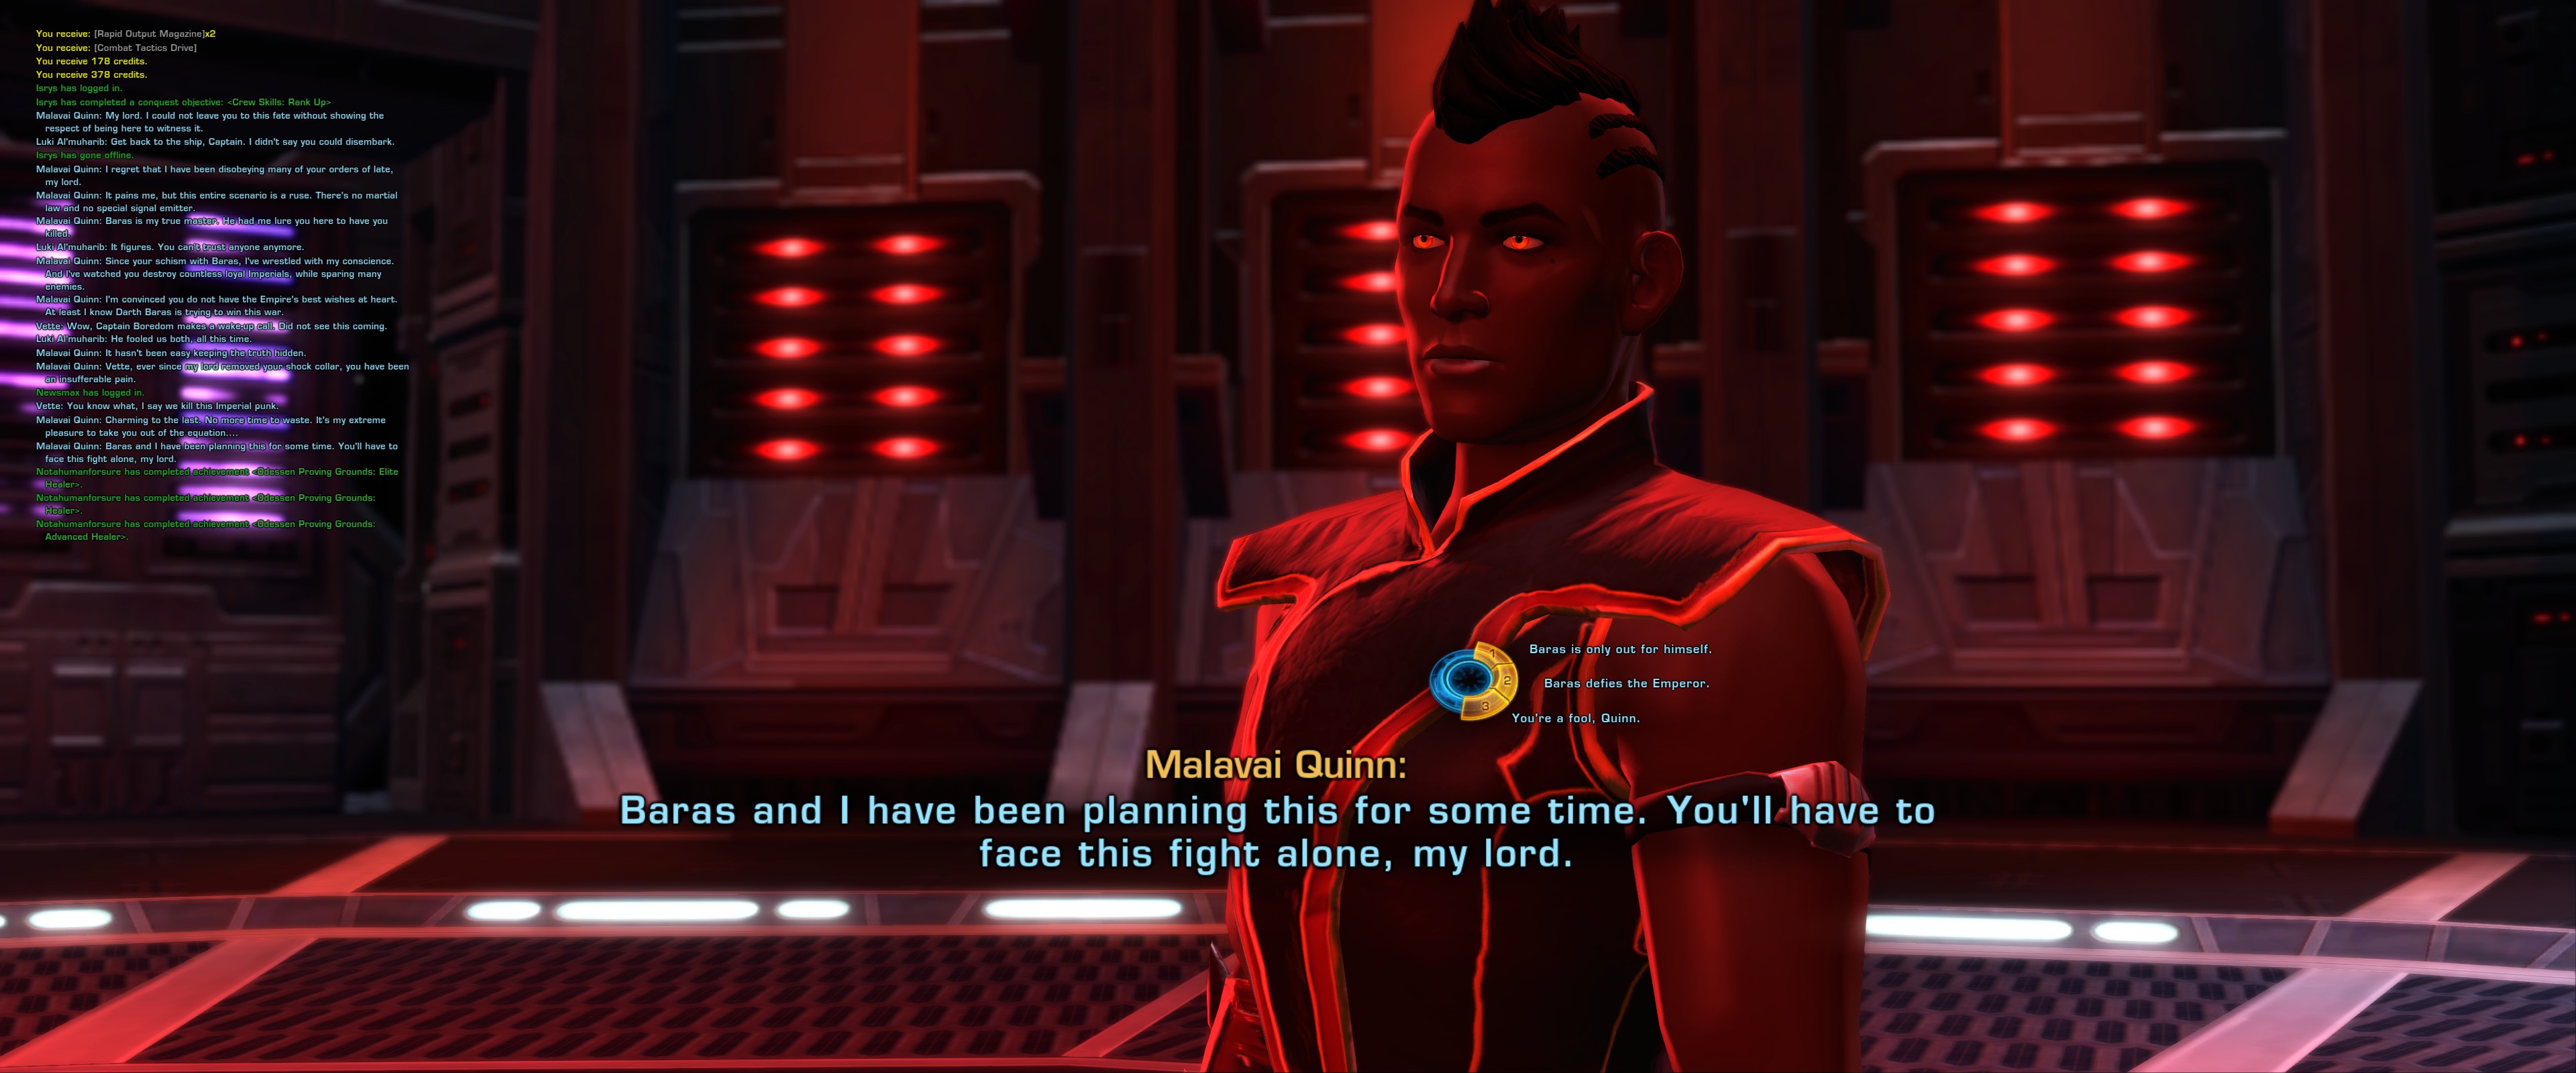 You receive: [Rapid Output Magazine]x2
You receive: [Combat Tactics Drive]
You receive 178 credits.
You receive 378 credits.
Isrys has logged in.
Isrys has completed a conquest objective: <Crew Skills: Rank Up>
Malavai Quinn: My lord. I could not leave you to this fate without showing the
respect of being here to witness it.
Luki Al'muharib: Get back to the ship, Captain. I didn't say you could disembark.
Isrys has gone offline.
Malavai Quinn: I regret that I have been disobeying many of your orders of late,
my lord.
Malavai Quinn: It pains me, but this entire scenario is a ruse. There's no martial
law and no special signal emitter.
Malavai Quinn: Baras is my true master. He had me lure you here to have you
killed.
Luki Al'muharib: It figures. You can't trust anyone anymore.
Malavai Quinn: Since your schism with Baras, I've wrestled with my conscience.
And I've watched you destroy countless loyal Imperials, while sparing many
enemies.
Malavai Quinn: I'm convinced you do not have the Empire's best wishes at heart.
At least I know Darth Baras is trying to win this war.
Vette: Wow, Captain Boredom makes a wake-up call. Did not see this coming.
Luki Al'muharib: He fooled us both, all this time.
Malavai Quinn: It hasn't been easy keeping the truth hidden.
Malavai Quinn: Vette, ever since my lord removed your shock collar, you have been
an insufferable pain.
Newsmax has logged in.
Vette: You know what, I say we kill this Imperial punk.
Malavai Quinn: Charming to the last. No more time to waste. It's my extreme
pleasure to take you out of the equation....
Malavai Quinn: Baras and I have been planning this for some time. You'll have to
face this fight alone, my lord.
Notahumanforsure has completed achievement <Odessen Proving Grounds: Elite
Healer>.
Notahumanforsure has completed achievement <Odessen Proving Grounds:
Healer>.
Notahumanforsure has completed achievement <Odessen Proving Grounds:
Advanced Healer>.
1 Baras is only out for himself.
2 Baras defies the Emperor.
3 You're a fool, Quinn.
Malavai Quinn:
Baras and I have been planning this for some time. You'll have to
face this fight alone, my lord.